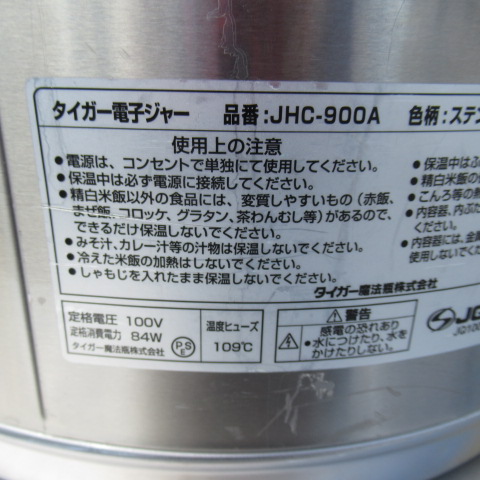 タイガー電子ジャー 品番:JHC-900A 色柄:ステン
使用上の注意
●電源は、コンセントで単独にて使用してください。
●保温中は必ず電源に接続してください。
●精白米飯以外の食品には、変質しやすいもの(赤飯、
まぜ飯、コロッケ、グラタン、茶わんむし等)があるので、
できるだけ保温しないでください。
●みそ汁、カレー汁等の汁物は保温しないでください。
●冷えた米飯の加熱はしないでください。
●しゃもじを入れたまま保温しないでください。
●保温中はふ
●精白米飯の
●こんろ等の熱
●内容器、内ぶた
●内容器には、金属
使用しないでくだ
タイガー魔法瓶株式会社
定格電圧 100V
定格消費電力 84W
タイガー魔法瓶株式会社
PSE
温度ヒューズ
109℃
警告
感電の恐れあり
●水につけたり、水を
かけたりしない。
JQ
JQ100